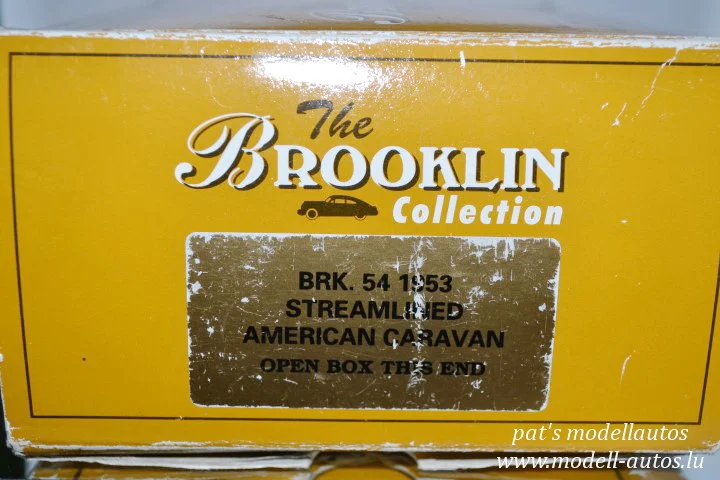 The
BROOKLIN
Collection
BRK. 54 1953
STREAMLINED
AMERICAN CARAVAN
OPEN BOX THIS END
pat's modellautos
www.modell-autos.lu